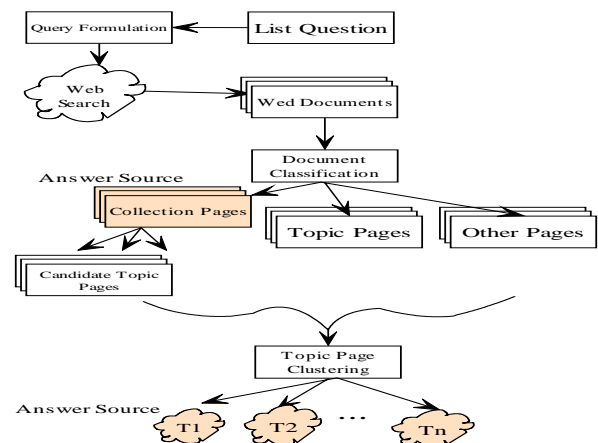 Query Formulation
List Question
Web
Search
Wed Documents
Document
Classification
Answer Source
Collection Pages
Topic Pages
Other Pages
Candidate Topic
Pages
Topic Page
Clustering
Answer Source
T1
T2
...
Tn